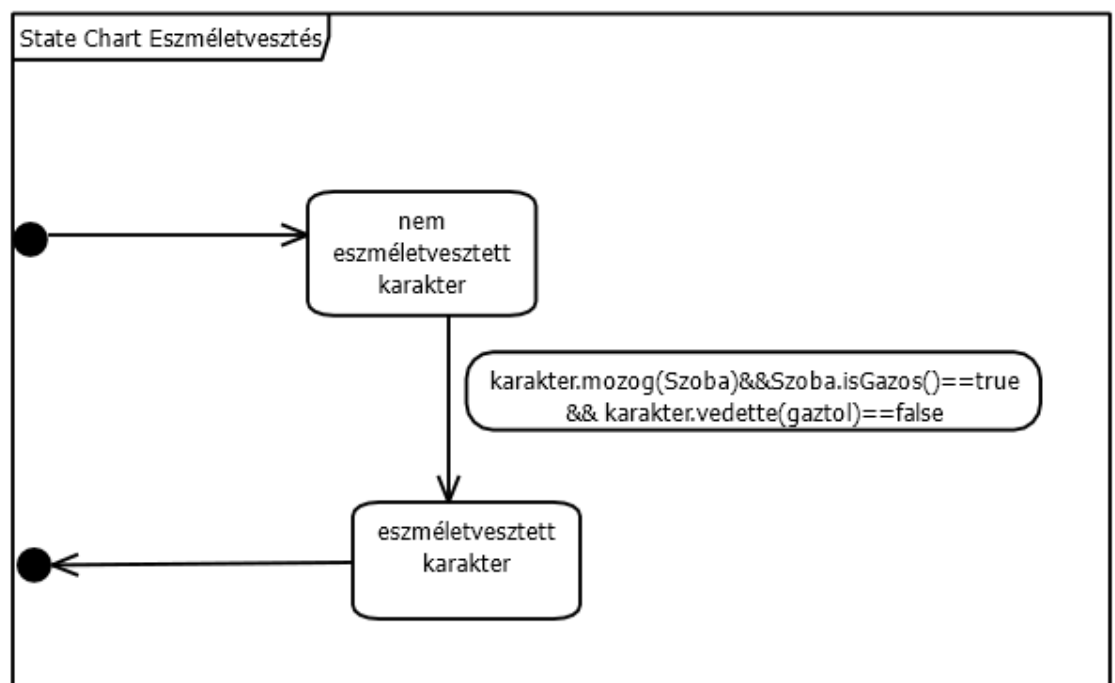 State Chart Eszméletvesztés
nem
eszméletvesztett
karakter
karakter.mozog(Szoba)&&Szoba.isGazos()==true
&& karakter.vedette(gaztol)==false
eszméletvesztett
karakter